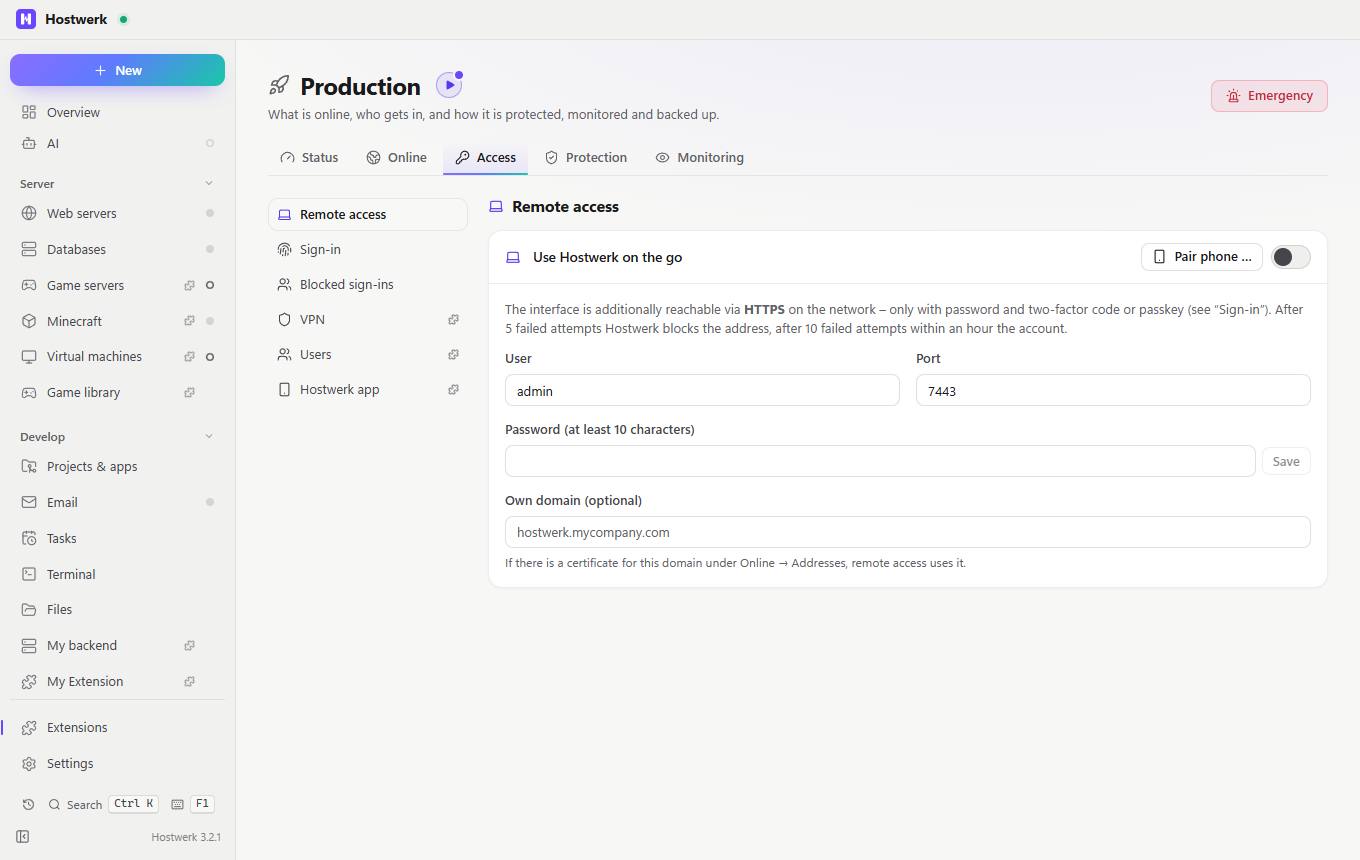 Hostwerk
New
Overview
AI
Server
Web servers
Databases
Game servers
Minecraft
Virtual machines
Game library
Develop
Projects & apps
Email
Tasks
Terminal
Files
My backend
My Extension
Extensions
Settings
Search Ctrl K F1
Hostwerk 3.2.1
Production
What is online, who gets in, and how it is protected, monitored and backed up.
Emergency
Status Online Access Protection Monitoring
Remote access
Sign-in
Blocked sign-ins
VPN
Users
Hostwerk app
Remote access
Use Hostwerk on the go
Pair phone ...
The interface is additionally reachable via HTTPS on the network – only with password and two-factor code or passkey (see “Sign-in”). After
5 failed attempts Hostwerk blocks the address, after 10 failed attempts within an hour the account.
User Port
admin 7443
Password (at least 10 characters)
Save
Own domain (optional)
hostwerk.mycompany.com
If there is a certificate for this domain under Online → Addresses, remote access uses it.